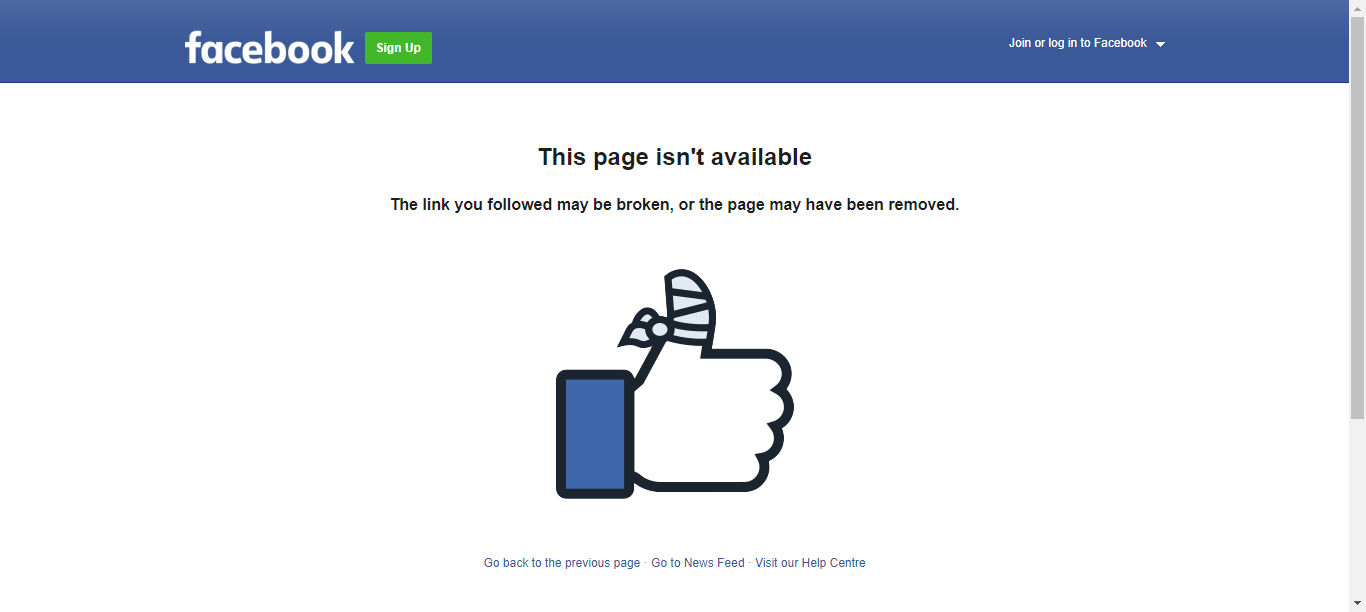 facebook
Sign Up
Join or log in to Facebook
This page isn't available
The link you followed may be broken, or the page may have been removed.
Go back to the previous page · Go to News Feed · Visit our Help Centre